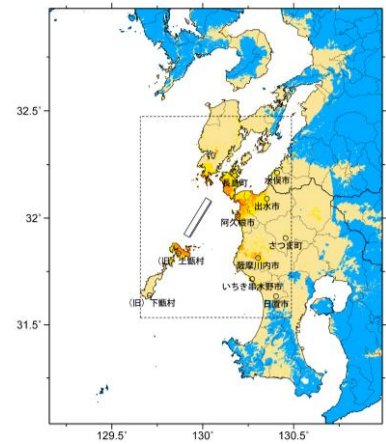 32.5˚
32˚
31.5˚
129.5˚
130˚
130.5˚
長島町
水俣市
出水市
阿久根市
さつま町
(旧)上甑村
薩摩川内市
いちき串木野市
(旧)下甑村
日置市